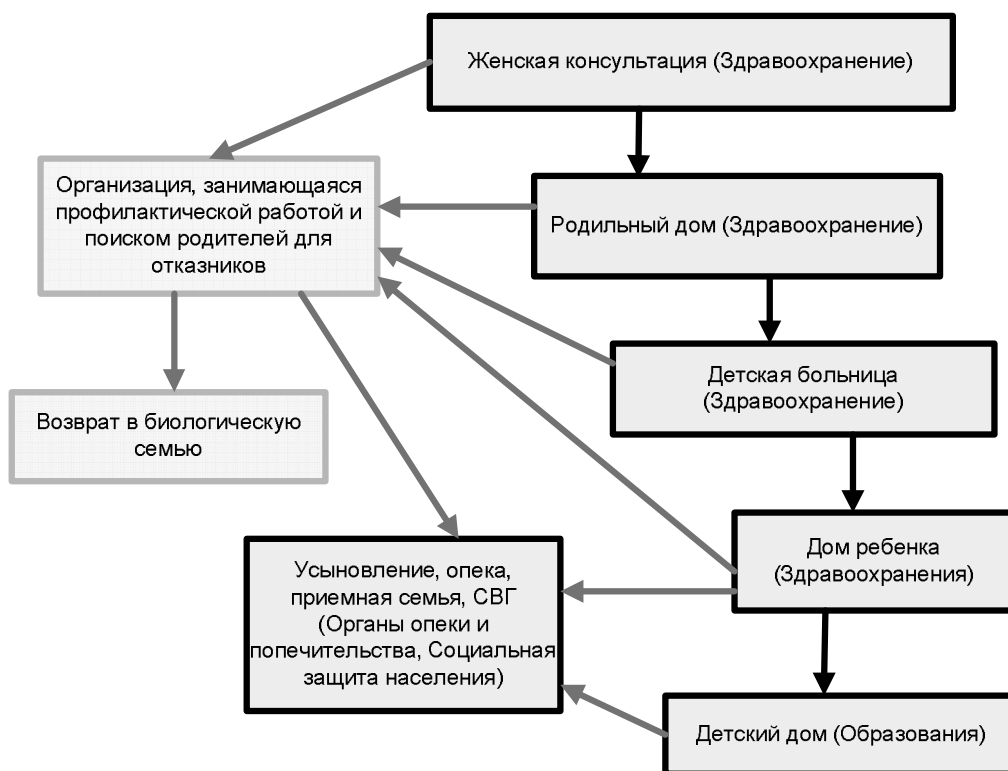 Женская консультация (Здравоохранение)
Организация, занимающаяся
профилактической работой и
поиском родителей для
отказников
Родильный дом (Здравоохранение)
Детская больница
(Здравоохранение)
Возврат в биологическую
семью
Дом ребенка
(Здравоохранения)
Усыновление, опека,
приемная семья, СВГ
(Органы опеки и
попечительства, Социальная
защита населения)
Детский дом (Образования)